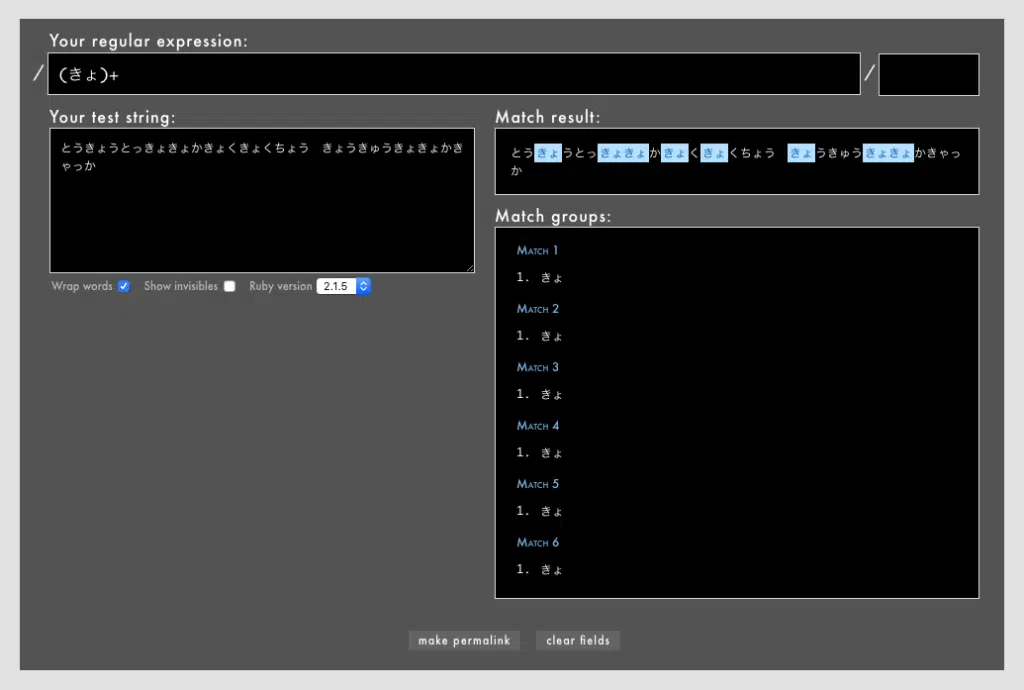 Your regular expression:
/ (きょ)+ /
Your test string:
とうきょうとっきょきょかきょくきょくちょう　きょうきゅうきょきょかき
ゃっか
Wrap words Show invisibles Ruby version 2.1.5
Match result:
とうきょうとっきょきょかきょくきょくちょう　きょうきゅうきょきょかきゃっ
か
Match groups:
Match 1
1. きょ
Match 2
1. きょ
Match 3
1. きょ
Match 4
1. きょ
Match 5
1. きょ
Match 6
1. きょ
make permalink clear fields